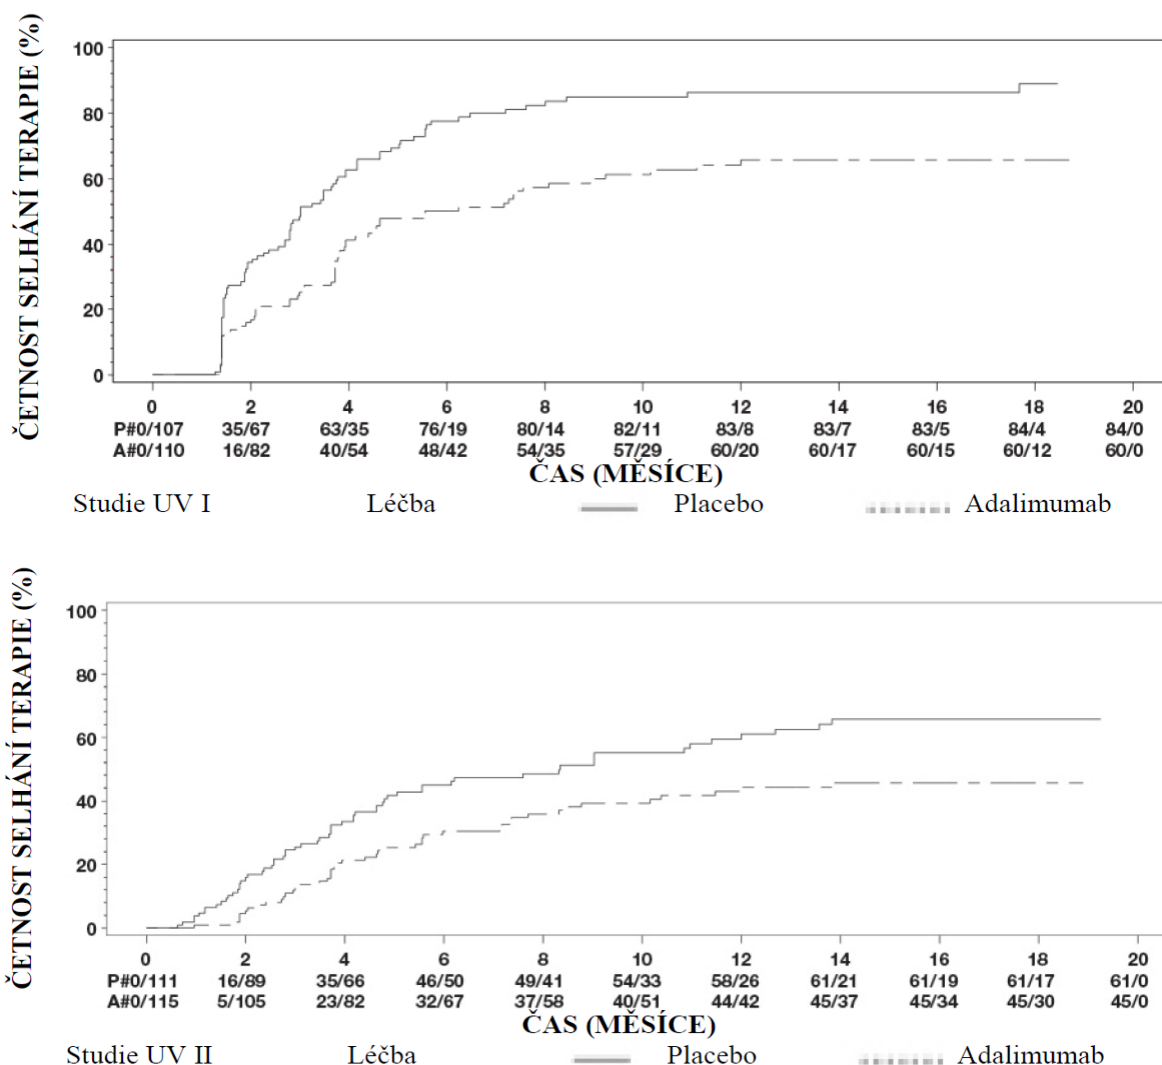 ČETNOST SELHÁNÍ TERAPIE (%)
100
80
60
40
20
0
0 2 4 6 8 10 12 14 16 18 20
P#0/107 35/67 63/35 76/19 80/14 82/11 83/8 83/7 83/5 84/4 84/0
A#0/110 16/82 40/54 48/42 54/35 57/29 60/20 60/17 60/15 60/12 60/0
ČAS (MĚSÍCE)
Studie UV I Léčba Placebo Adalimumab
ČETNOST SELHÁNÍ TERAPIE (%)
100
80
60
40
20
0
0 2 4 6 8 10 12 14 16 18 20
P#0/111 16/89 35/66 46/50 49/41 54/33 58/26 61/21 61/19 61/17 61/0
A#0/115 5/105 23/82 32/67 37/58 40/51 44/42 45/37 45/34 45/30 45/0
ČAS (MĚSÍCE)
Studie UV II Léčba Placebo Adalimumab